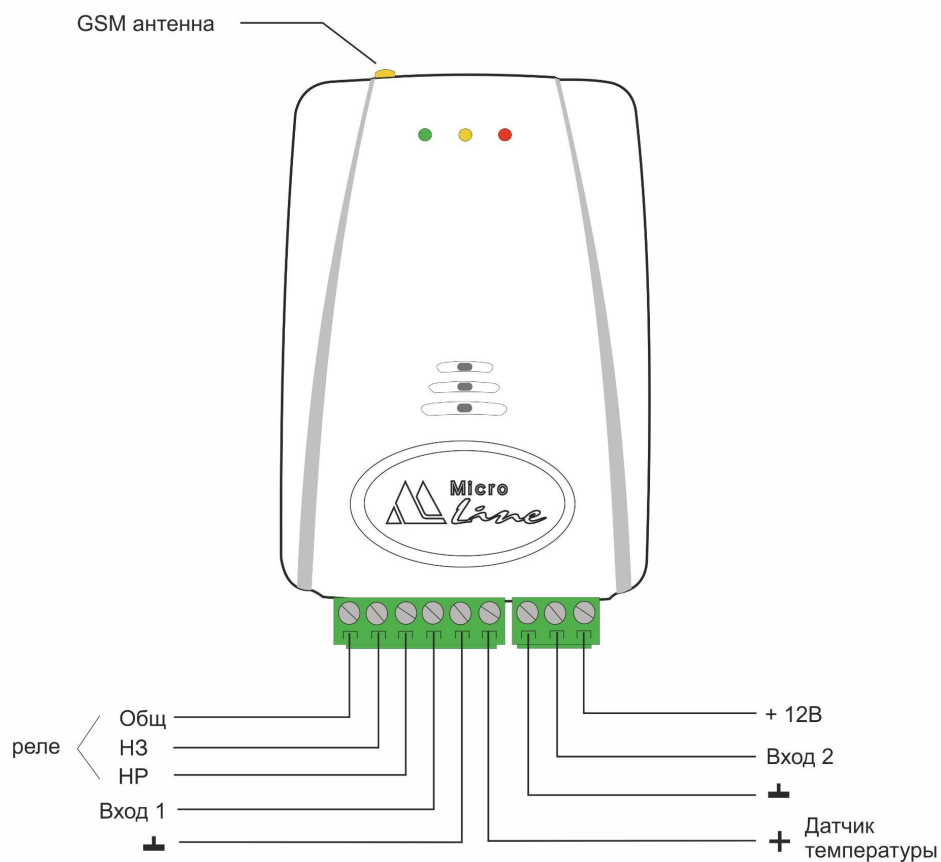 GSM антенна
Micro
Line
Общ
реле
НЗ
НР
Вход 1
+ 12В
Вход 2
+ Датчик
температуры